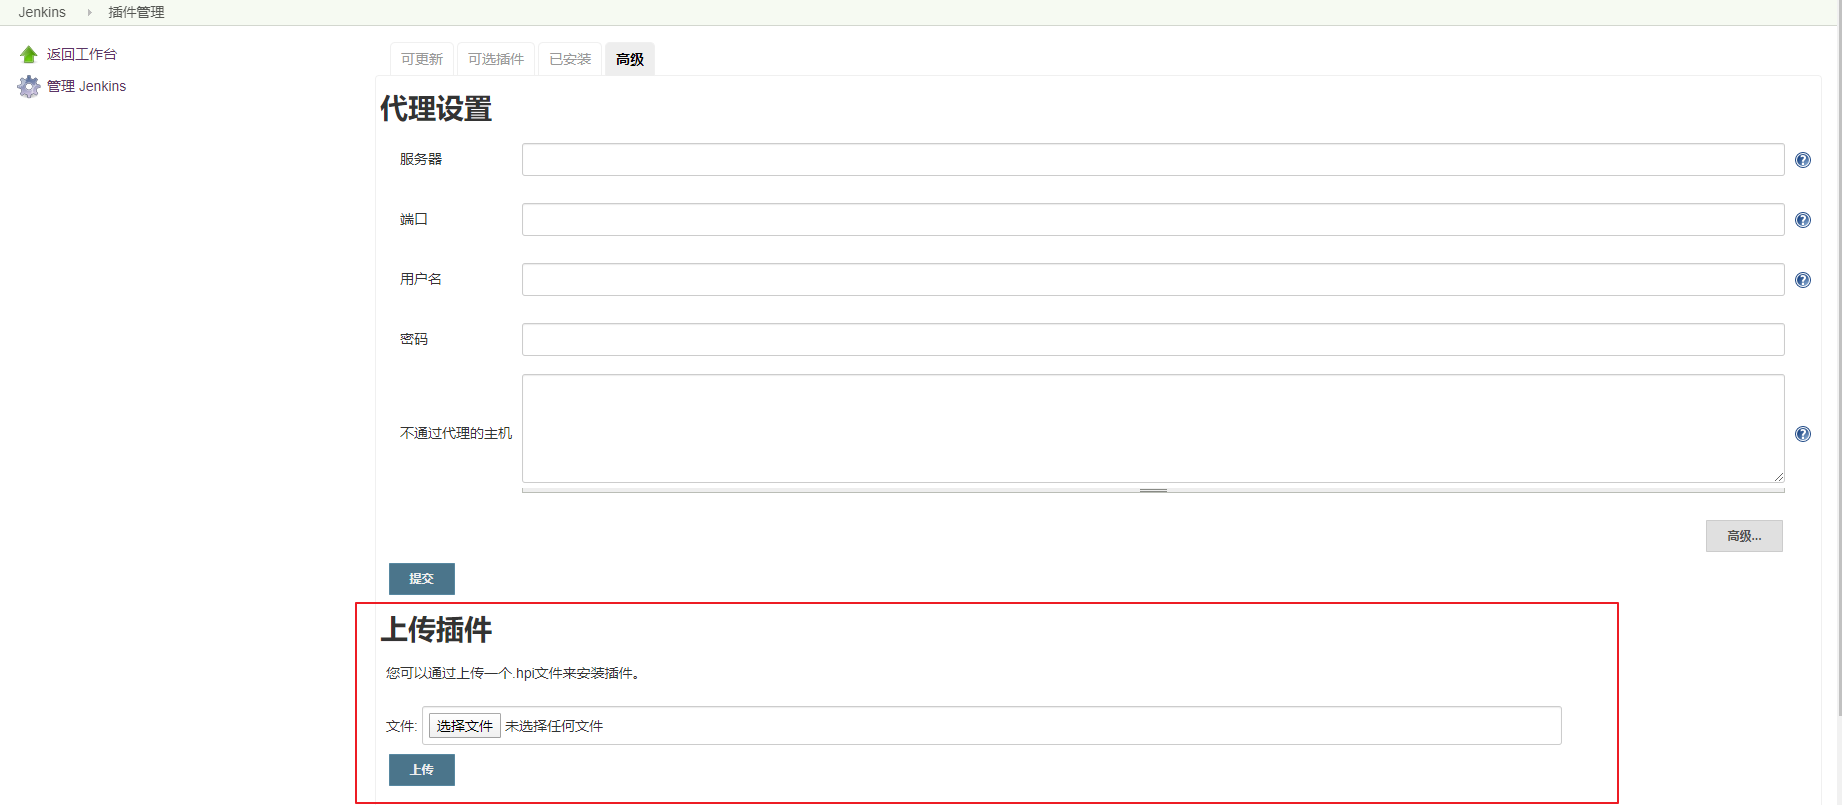 Jenkins 插件管理
返回工作台
管理 Jenkins
可更新 可选插件 已安装 高级
代理设置
服务器
端口
用户名
密码
不通过代理的主机
高级...
提交
上传插件
您可以通过上传一个.hpi文件来安装插件。
文件: 选择文件 未选择任何文件
上传